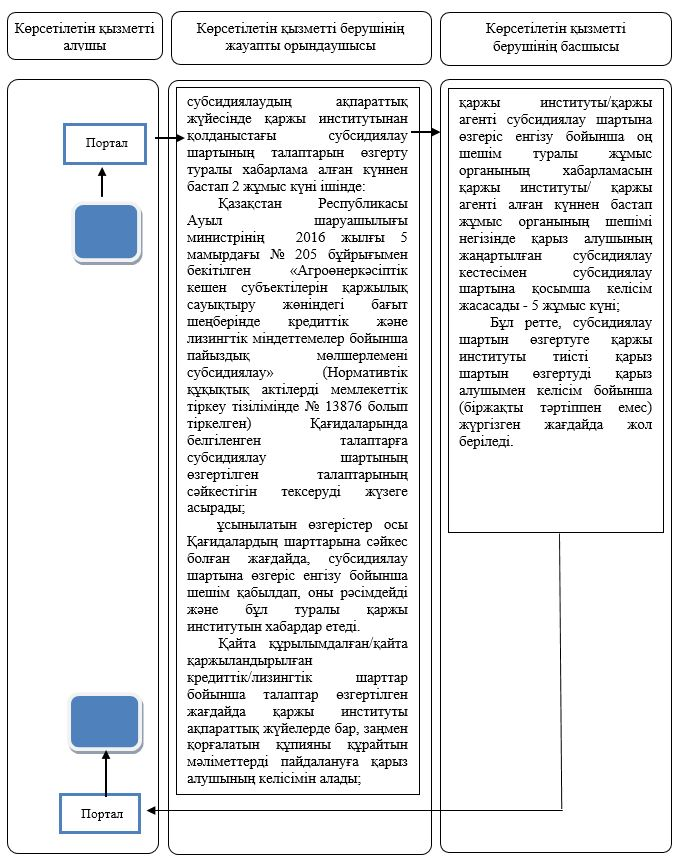 Көрсетілетін қызметті
алушы
Көрсетілетін қызметті берушінің
жауапты орындаушысы
Көрсетілетін қызметті
берушінің басшысы
Портал
субсидиялаудың ақпараттық
жүйесінде қаржы институтынан
қолданыстағы субсидиялау
шартының талаптарын өзгерту
туралы хабарлама алған күннен
бастап 2 жұмыс күні ішінде:
Қазақстан Республикасы
Ауыл шаруашылығы
министрінің 2016 жылғы 5
мамырдағы № 205 бұйрығымен
бекітілген «Агроөнеркәсіптік
кешен субъектілерін қаржылық
сауықтыру жөніндегі бағыт
шеңберінде кредиттік және
лизингтік міндеттемелер бойынша
пайыздық мөлшерлемені
субсидиялау» (Нормативтік
құқықтық актілерді мемлекеттік
тіркеу тізілімінде № 13876 болып
тіркелген) Қағидаларында
белгіленген талаптарға
субсидиялау шартының
өзгертілген талаптарының
сәйкестігін тексеруді жүзеге
асырады;
ұсынылатын өзгерістер осы
Қағидалардың шарттарына сәйкес
болған жағдайда, субсидиялау
шартына өзгеріс енгізу бойынша
шешім қабылдап, оны рәсімдейді
және бұл туралы қаржы
институтын хабардар етеді.
Қайта құрылымдалған/қайта
қаржыландырылған
кредиттік/лизингтік шарттар
бойынша талаптар өзгертілген
жағдайда қаржы институты
ақпараттық жүйелерде бар, заңмен
қорғалатын құпияны құрайтын
мәліметтерді пайдалануға қарыз
алушының келісімін алады;
қаржы институты/қаржы
агенті субсидиялау шартына
өзгеріс енгізу бойынша оң
шешім туралы жұмыс
органының хабарламасын
қаржы институты/ қаржы
агенті алған күннен бастап
жұмыс органының шешімі
негізінде қарыз алушының
жаңартылған субсидиялау
кестесімен субсидиялау
шартына қосымша келісім
жасасады - 5 жұмыс күні;
Бұл ретте, субсидиялау
шартын өзгертуге қаржы
институты тиісті қарыз
шартын өзгертуді қарыз
алушымен келісім бойынша
(біржақты тәртіппен емес)
жүргізген жағдайда жол
беріледі.
Портал